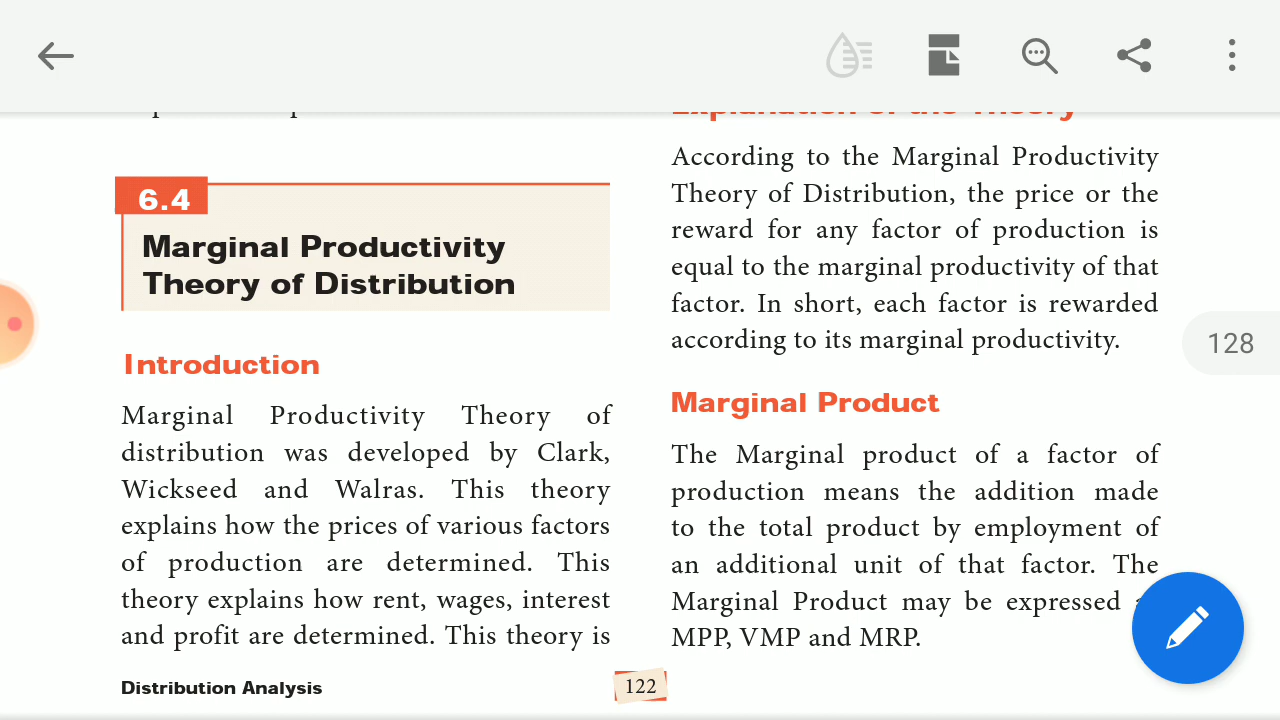 6.4
Marginal Productivity
Theory of Distribution
Introduction
Marginal Productivity Theory of
distribution was developed by Clark,
Wickseed and Walras. This theory
explains how the prices of various factors
of production are determined. This
theory explains how rent, wages, interest
and profit are determined. This theory is
Explanation of the Theory
According to the Marginal Productivity
Theory of Distribution, the price or the
reward for any factor of production is
equal to the marginal productivity of that
factor. In short, each factor is rewarded
according to its marginal productivity.
Marginal Product
The Marginal product of a factor of
production means the addition made
to the total product by employment of
an additional unit of that factor. The
Marginal Product may be expressed
MPP, VMP and MRP.
128
Distribution Analysis
122